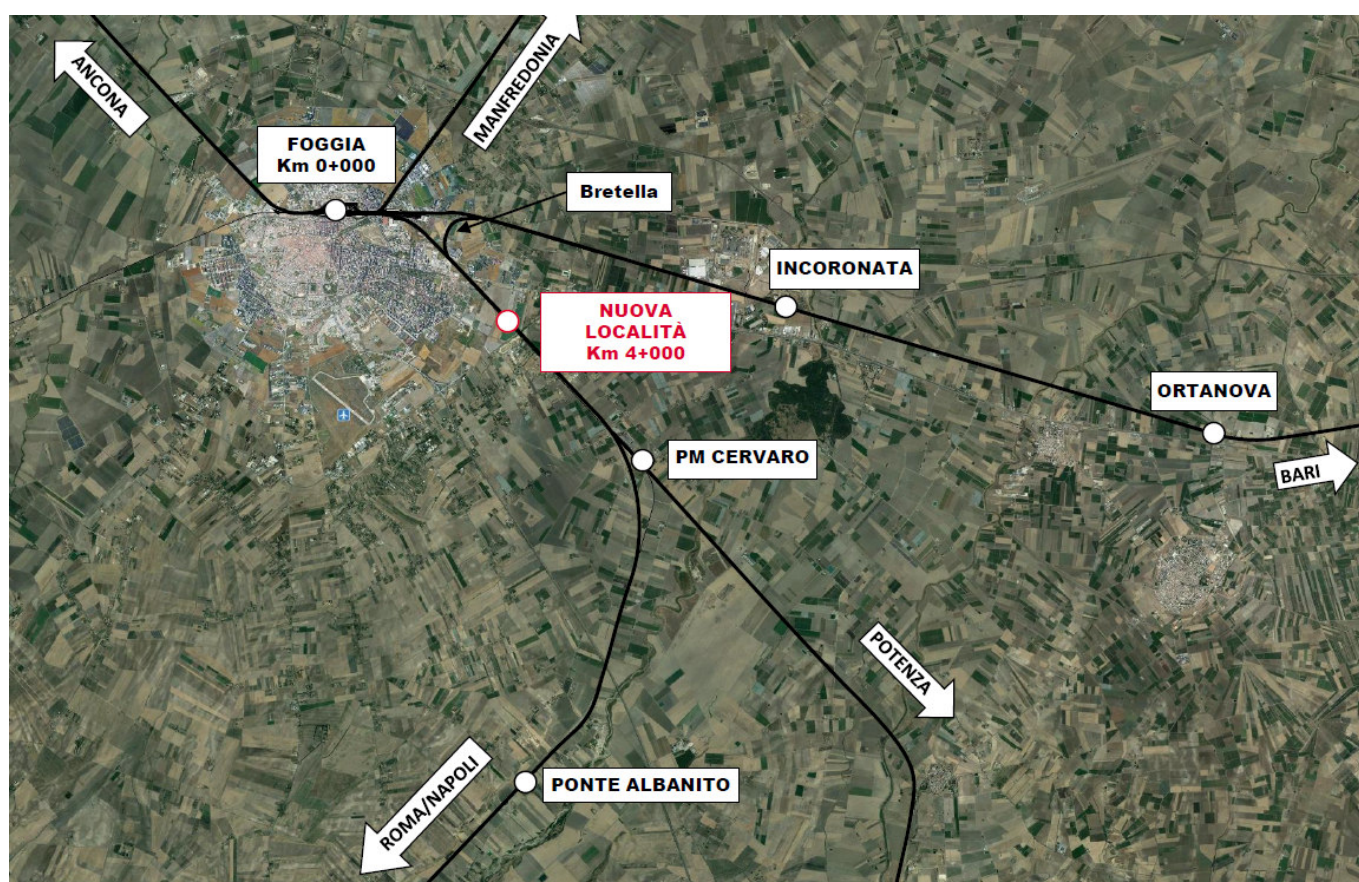 ANCONA
MANFREDONIA
FOGGIA
Km 0+000
Bretella
INCORONATA
NUOVA
LOCALITÀ
Km 4+000
ORTANOVA
PM CERVARO
BARI
POTENZA
ROMA/NAPOLI
PONTE ALBANITO